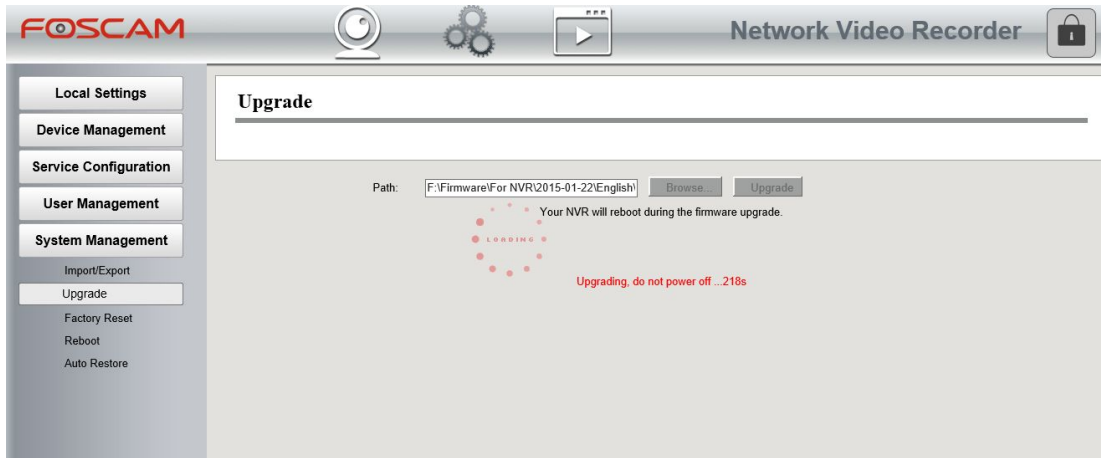 FOSCAM
Network Video Recorder
Local Settings
Device Management
Service Configuration
User Management
System Management
Import/Export
Upgrade
Factory Reset
Reboot
Auto Restore
Upgrade
Path: F:\Firmware\For NVR\2015-01-22\English\ Browse... Upgrade
Your NVR will reboot during the firmware upgrade.
LOADING
Upgrading, do not power off ...218s